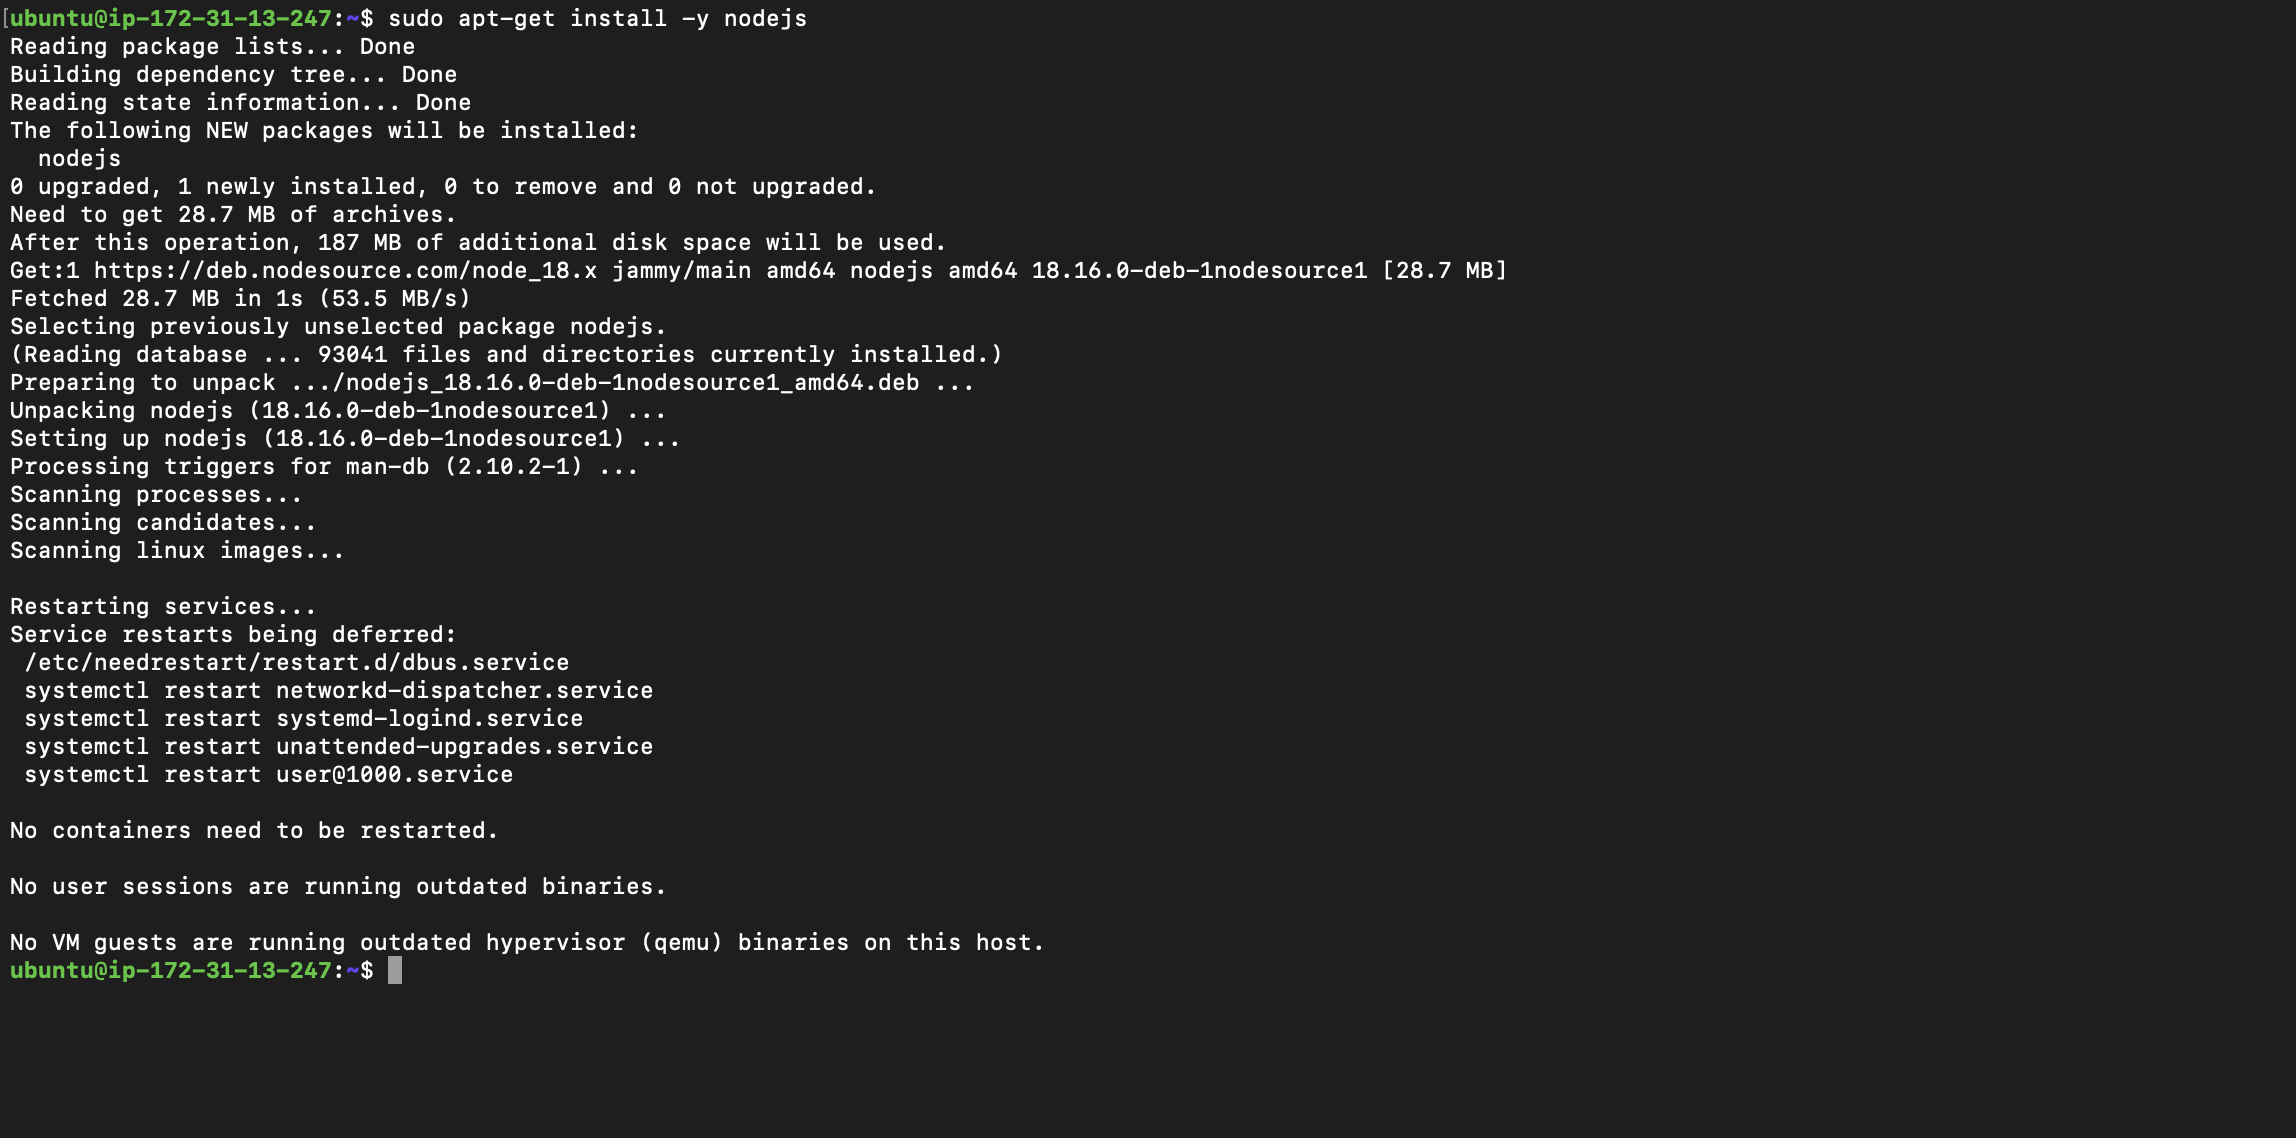 ubuntu@ip-172-31-13-247:~$ sudo apt-get install -y nodejs
Reading package lists... Done
Building dependency tree... Done
Reading state information... Done
The following NEW packages will be installed:
  nodejs
0 upgraded, 1 newly installed, 0 to remove and 0 not upgraded.
Need to get 28.7 MB of archives.
After this operation, 187 MB of additional disk space will be used.
Get:1 https://deb.nodesource.com/node_18.x jammy/main amd64 nodejs amd64 18.16.0-deb-1nodesource1 [28.7 MB]
Fetched 28.7 MB in 1s (53.5 MB/s)
Selecting previously unselected package nodejs.
(Reading database ... 93041 files and directories currently installed.)
Preparing to unpack .../nodejs_18.16.0-deb-1nodesource1_amd64.deb ...
Unpacking nodejs (18.16.0-deb-1nodesource1) ...
Setting up nodejs (18.16.0-deb-1nodesource1) ...
Processing triggers for man-db (2.10.2-1) ...
Scanning processes...
Scanning candidates...
Scanning linux images...

Restarting services...
Service restarts being deferred:
 /etc/needrestart/restart.d/dbus.service
 systemctl restart networkd-dispatcher.service
 systemctl restart systemd-logind.service
 systemctl restart unattended-upgrades.service
 systemctl restart user@1000.service

No containers need to be restarted.

No user sessions are running outdated binaries.

No VM guests are running outdated hypervisor (qemu) binaries on this host.
ubuntu@ip-172-31-13-247:~$